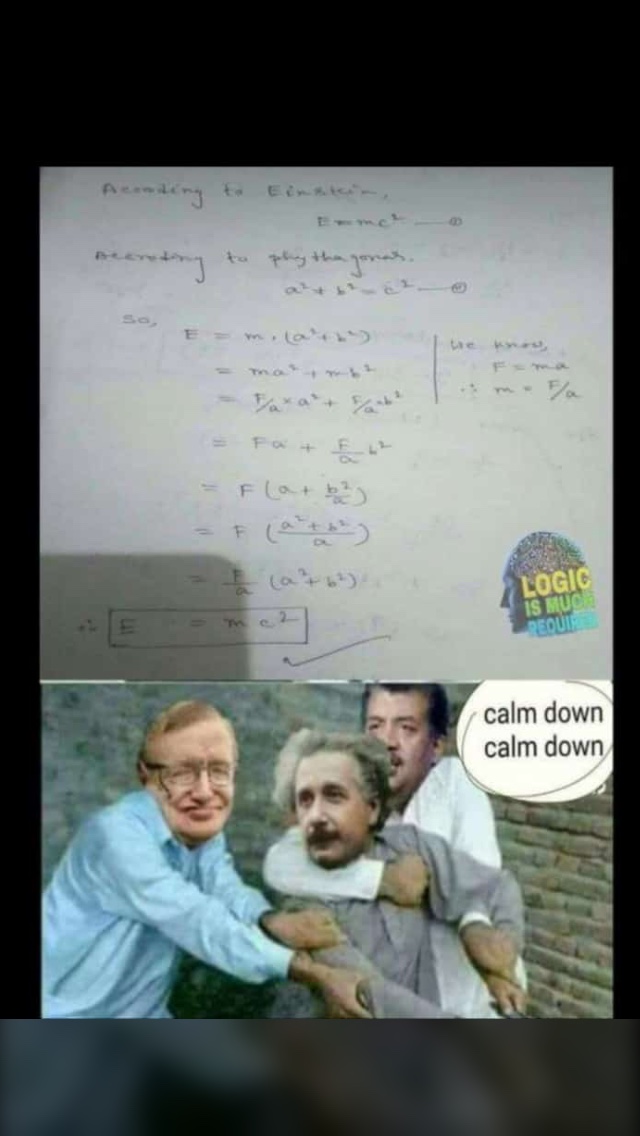 According to Einstein,
E=mc² —①
According to phythagoras.
a²+b²=c² —②
So,
E = m.(a²+b²)
= ma²+mb²
= F/a×a²+F/a×b²
We know,
F=ma
∴ m=F/a
= Fa + F/a b²
= F(a+b²/a)
= F(a²+b²/a)
= F/a (a²+b²)
∴ E = mc²
LOGIC
IS MUCH
REQUIRED
calm down
calm down